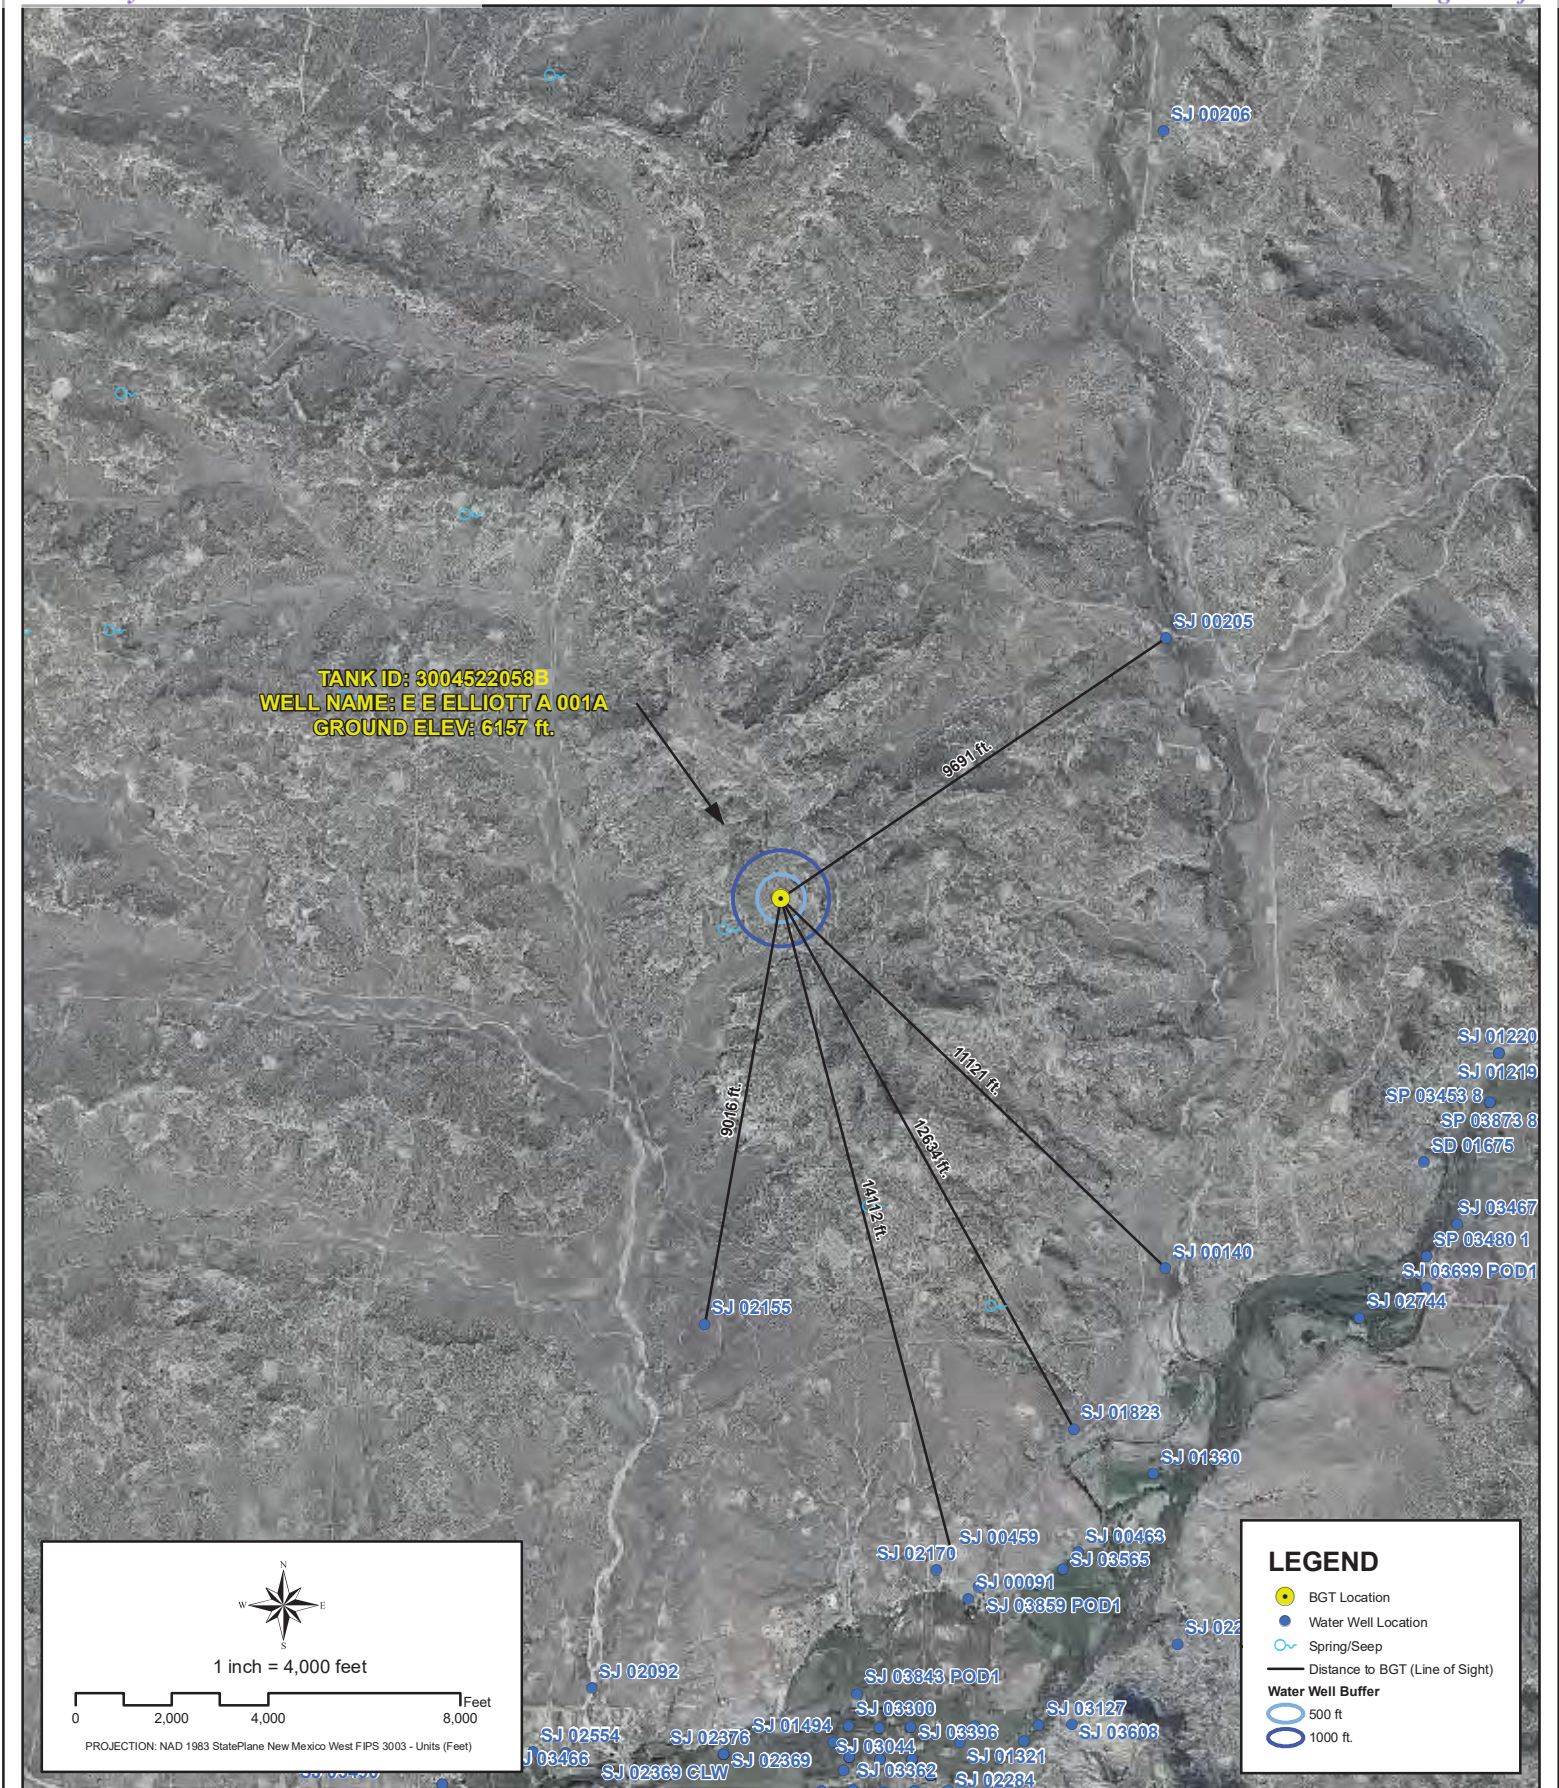 SJ 00206
SJ 00205
TANK ID: 3004522058B
WELL NAME: E E ELLIOTT A 001A
GROUND ELEV: 6157 ft.
9691 ft.
SJ 01220
11121 ft.
SJ 01219
SP 03453 8
9016 ft.
SP 03873 8
12634 ft.
SD 01675
14112 ft.
SJ 03467
SP 03480 1
SJ 00140
SJ 03699 POD1
SJ 02744
SJ 02155
SJ 01823
SJ 01330
SJ 00459
SJ 00463
SJ 02170
SJ 03565
SJ 00091
SJ 03859 POD1
SJ 02092
SJ 03843 POD1
SJ 03300
SJ 03127
SJ 01494
SJ 03396
SJ 03608
SJ 02554
SJ 02376
SJ 03044
SJ 02369
SJ 01321
SJ 02369 CLW
SJ 03362
SJ 02284
N
W
E
S
1 inch = 4,000 feet
Feet
0
2,000
4,000
8,000
PROJECTION: NAD 1983 StatePlane New Mexico West FIPS 3003 - Units (Feet)
LEGEND
BGT Location
Water Well Location
Spring/Seep
Distance to BGT (Line of Sight)
Water Well Buffer
500 ft
1000 ft.